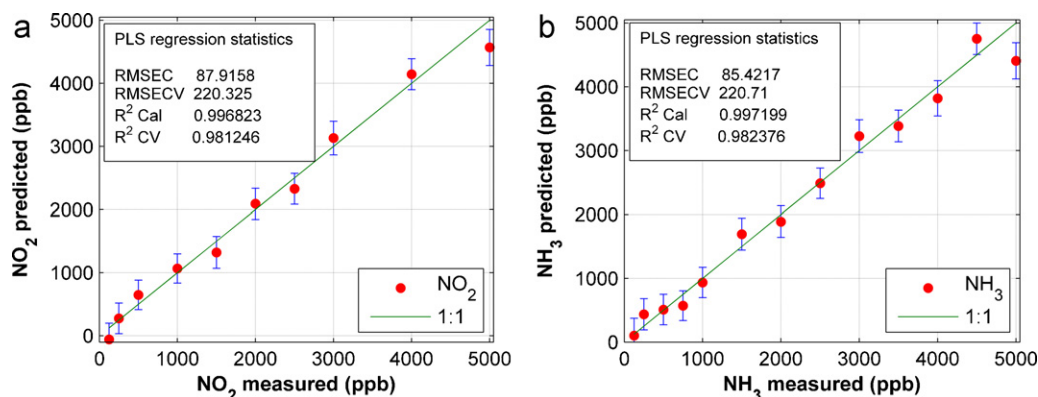 a
PLS regression statistics
RMSEC 87.9158
RMSECV 220.325
R² Cal 0.996823
R² CV 0.981246
NO₂
1:1
5000
4000
3000
2000
1000
0
0 1000 2000 3000 4000 5000
NO₂ predicted (ppb)
NO₂ measured (ppb)
b
PLS regression statistics
RMSEC 85.4217
RMSECV 220.71
R² Cal 0.997199
R² CV 0.982376
NH₃
1:1
5000
4000
3000
2000
1000
0
0 1000 2000 3000 4000 5000
NH₃ predicted (ppb)
NH₃ measured (ppb)